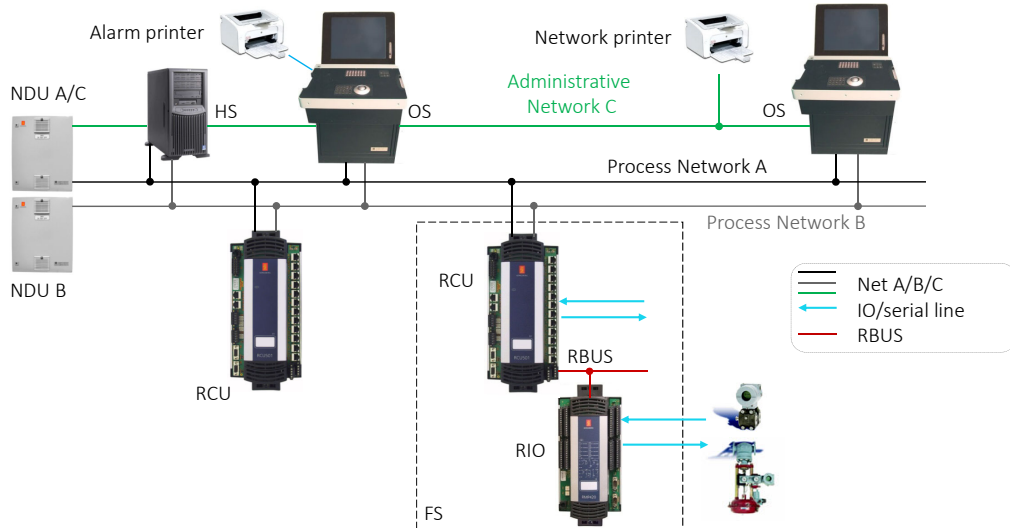 Alarm printer
Network printer
NDU A/C
HS
OS
Administrative
Network C
OS
Process Network A
Process Network B
NDU B
RCU
RCU
Net A/B/C
IO/serial line
RBUS
RBUS
RIO
FS